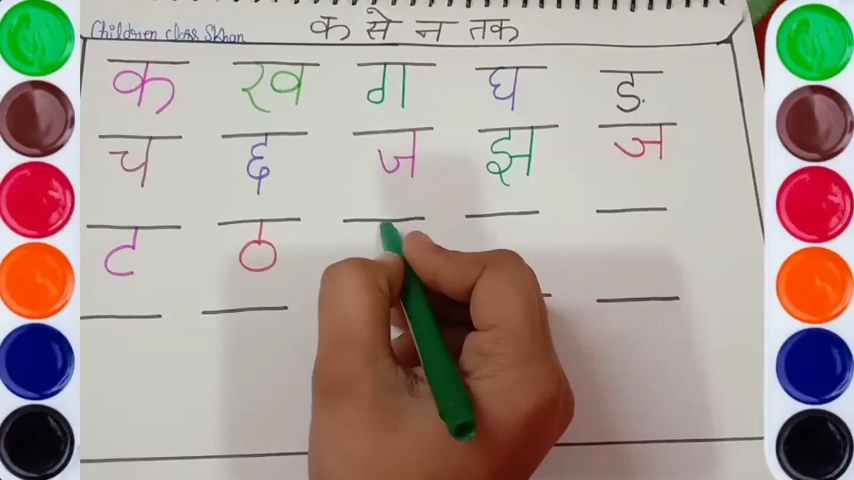 Children class Skhan क से न तक
क ख ग घ ङ
च छ ज झ ज
ट ठ